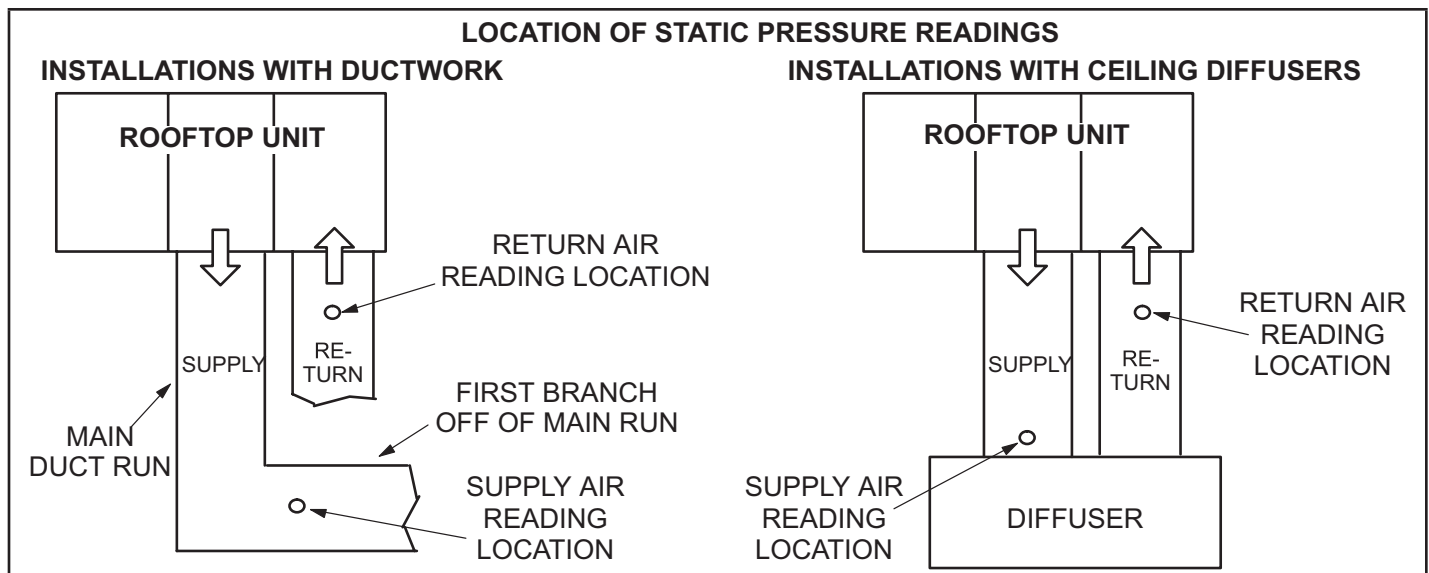 LOCATION OF STATIC PRESSURE READINGS
INSTALLATIONS WITH DUCTWORK
ROOFTOP UNIT
RETURN AIR
READING LOCATION
SUPPLY
RE-
TURN
FIRST BRANCH
OFF OF MAIN RUN
MAIN
DUCT RUN
SUPPLY AIR
READING
LOCATION
INSTALLATIONS WITH CEILING DIFFUSERS
ROOFTOP UNIT
RETURN AIR
READING
LOCATION
SUPPLY
RE-
TURN
SUPPLY AIR
READING
LOCATION
DIFFUSER